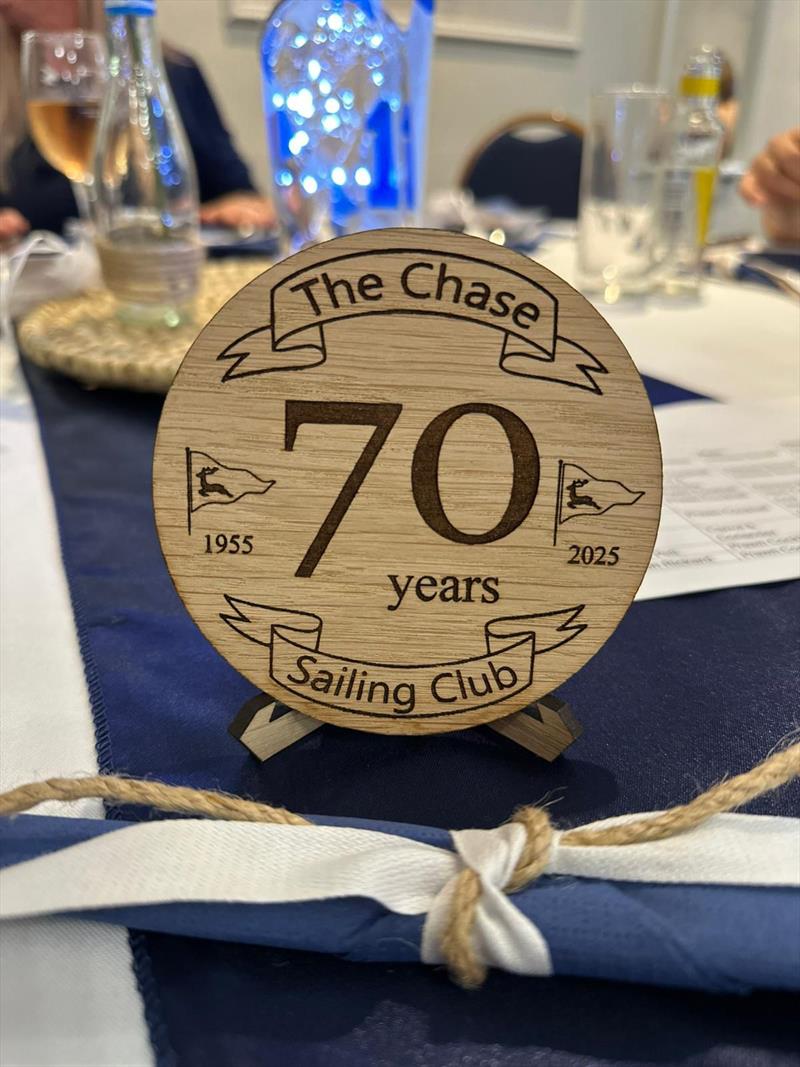 The Chase
70
1955
2025
years
Sailing Club